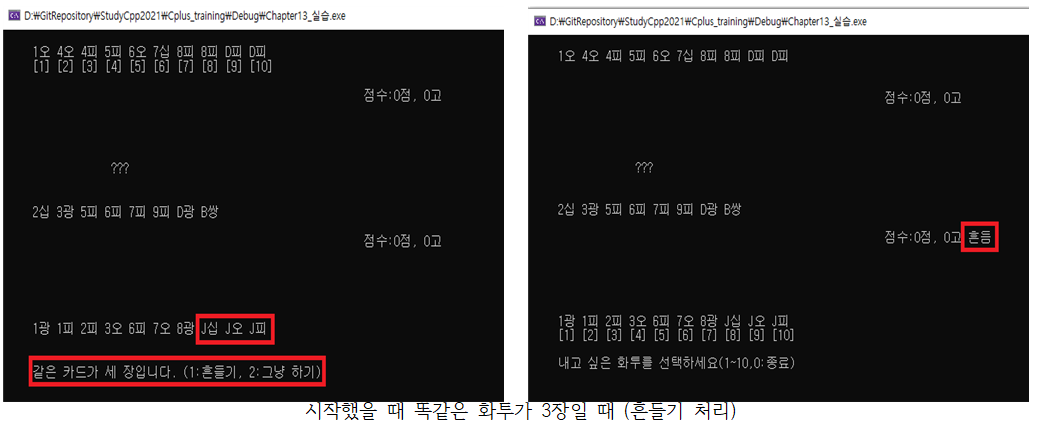 D:₩GitRepository₩StudyCpp2021₩Cplus_training₩Debug₩Chapter13_실습.exe
1오 4오 4피 5피 6오 7십 8피 8피 D피 D피
[1] [2] [3] [4] [5] [6] [7] [8] [9] [10]
점수:0점, 0고
???
2십 3광 5피 6피 7피 9피 D광 B쌍
점수:0점, 0고
1광 1피 2피 3오 6피 7오 8광 J십 J오 J피
같은 카드가 세 장입니다. (1:흔들기, 2:그냥 하기)
D:₩GitRepository₩StudyCpp2021₩Cplus_training₩Debug₩Chapter13_실습.exe
1오 4오 4피 5피 6오 7십 8피 8피 D피 D피
점수:0점, 0고
???
2십 3광 5피 6피 7피 9피 D광 B쌍
점수:0점, 0고 흔듬
1광 1피 2피 3오 6피 7오 8광 J십 J오 J피
[1] [2] [3] [4] [5] [6] [7] [8] [9] [10]
내고 싶은 화투를 선택하세요(1~10,0:종료)
시작했을 때 똑같은 화투가 3장일 때 (흔들기 처리)